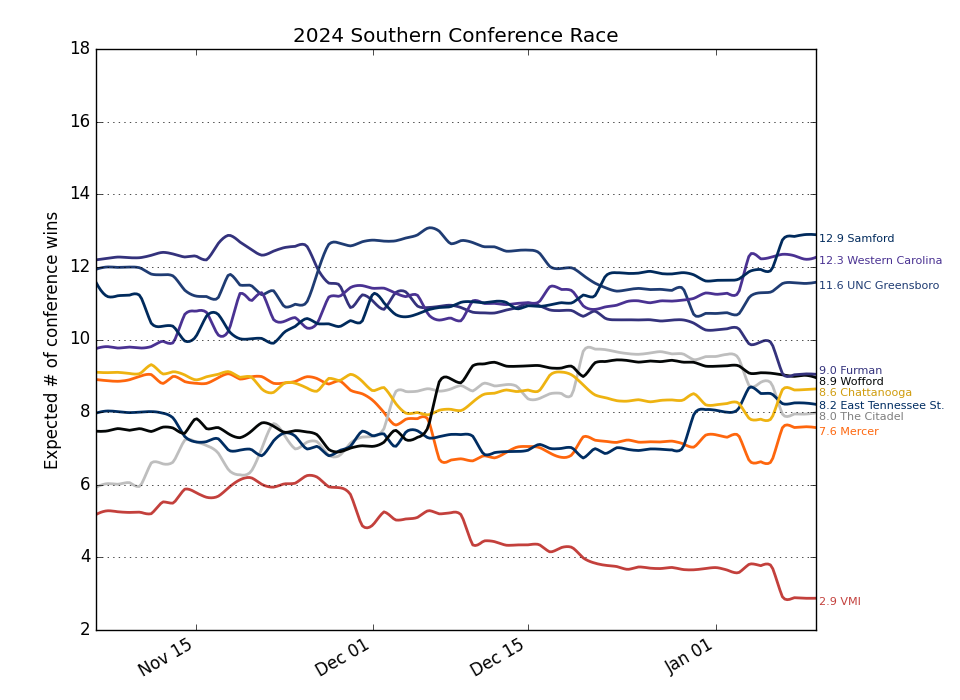 2024 Southern Conference Race
Expected # of conference wins
18
16
14
12
10
8
6
4
2
Nov 15
Dec 01
Dec 15
Jan 01
12.9 Samford
12.3 Western Carolina
11.6 UNC Greensboro
9.0 Furman
8.9 Wofford
8.6 Chattanooga
8.2 East Tennessee St.
8.0 The Citadel
7.6 Mercer
2.9 VMI